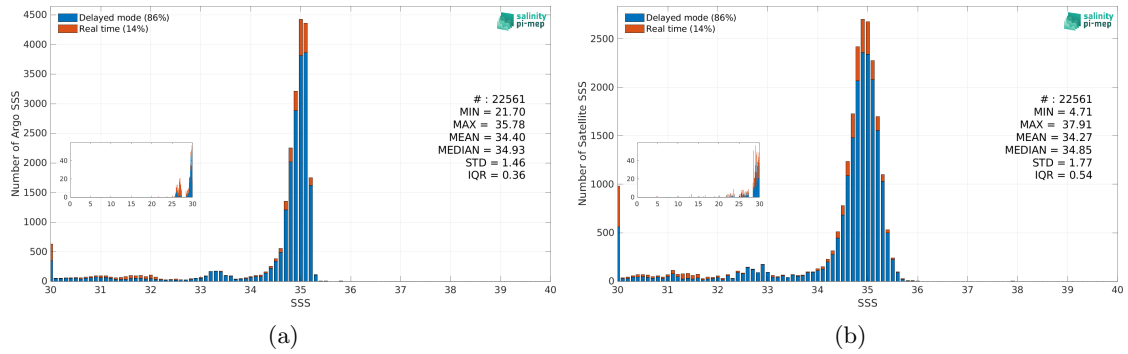 Delayed mode (86%)
Real time (14%)
salinity
pi-mep
4500
4000
3500
3000
2500
2000
1500
1000
500
0
Number of Argo SSS
# : 22561
MIN = 21.70
MAX = 35.78
MEAN = 34.40
MEDIAN = 34.93
STD = 1.46
IQR = 0.36
40
20
0
0 5 10 15 20 25 30
30 31 32 33 34 35 36 37 38 39 40
SSS
(a)
Delayed mode (86%)
Real time (14%)
salinity
pi-mep
2500
2000
1500
1000
500
0
Number of Satellite SSS
# : 22561
MIN = 4.71
MAX = 37.91
MEAN = 34.27
MEDIAN = 34.85
STD = 1.77
IQR = 0.54
40
20
0
0 5 10 15 20 25 30
30 31 32 33 34 35 36 37 38 39 40
SSS
(b)